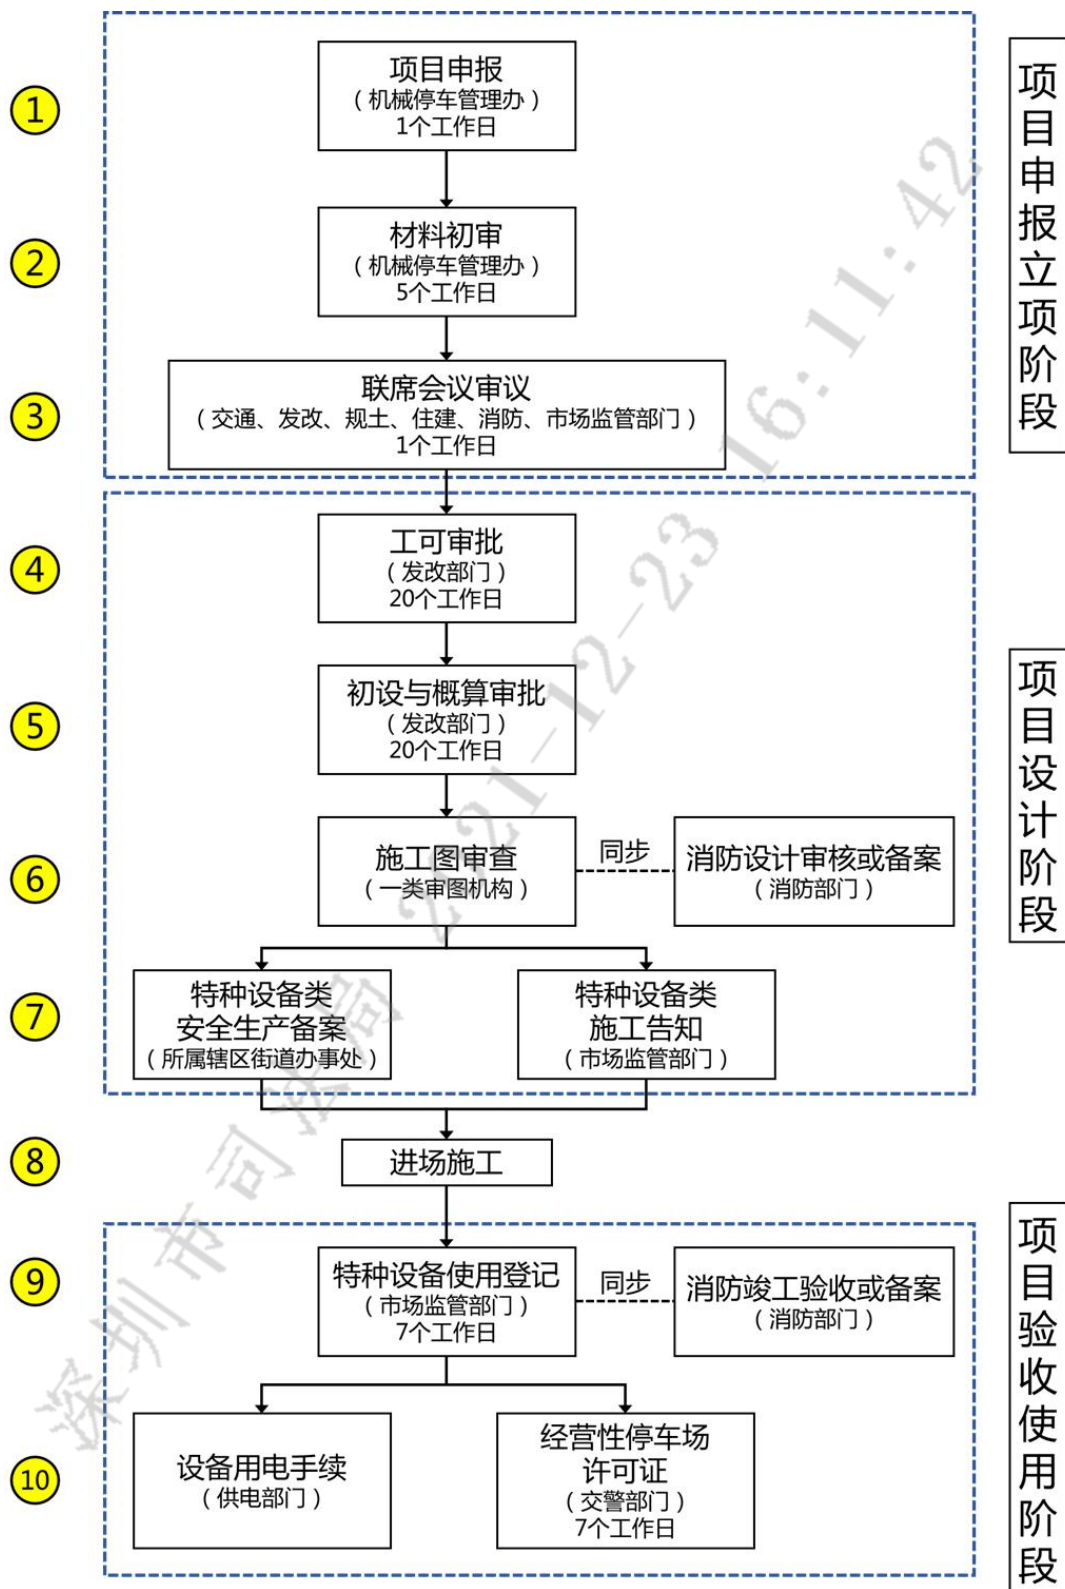 项目申报立项阶段
①
项目申报
（机械停车管理办）
1个工作日
②
材料初审
（机械停车管理办）
5个工作日
③
联席会议审议
（交通、发改、规土、住建、消防、市场监管部门）
1个工作日
项目设计阶段
④
工可审批
（发改部门）
20个工作日
⑤
初设与概算审批
（发改部门）
20个工作日
⑥
施工图审查
（一类审图机构）
同步
消防设计审核或备案
（消防部门）
⑦
特种设备类
安全生产备案
（所属辖区街道办事处）
特种设备类
施工告知
（市场监管部门）
⑧
进场施工
项目验收使用阶段
⑨
特种设备使用登记
（市场监管部门）
7个工作日
同步
消防竣工验收或备案
（消防部门）
⑩
设备用电手续
（供电部门）
经营性停车场
许可证
（交警部门）
7个工作日
深圳市司法局 2021-12-23 16:11:42